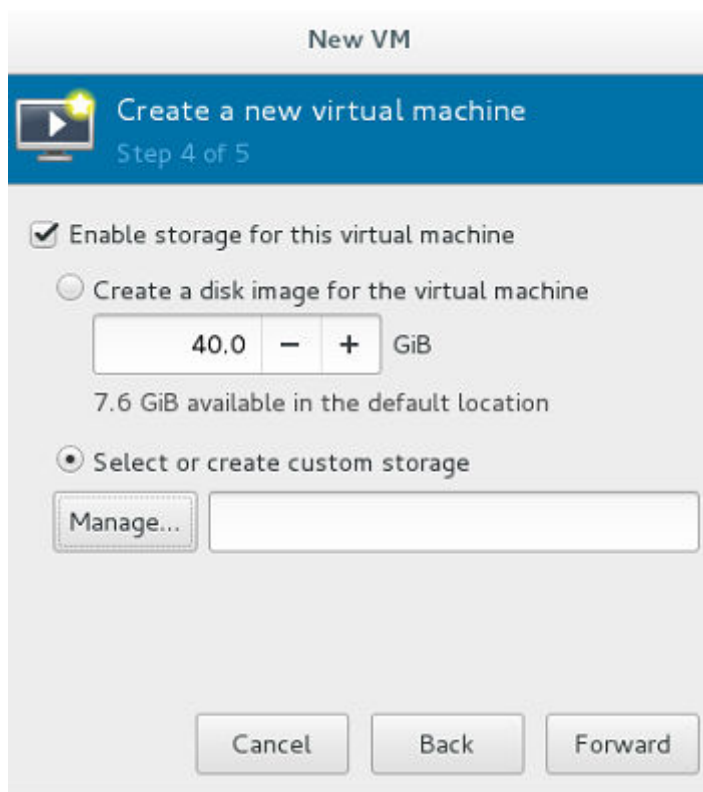 New VM
Create a new virtual machine
Step 4 of 5
Enable storage for this virtual machine
Create a disk image for the virtual machine
40.0 − + GiB
7.6 GiB available in the default location
Select or create custom storage
Manage...
Cancel Back Forward